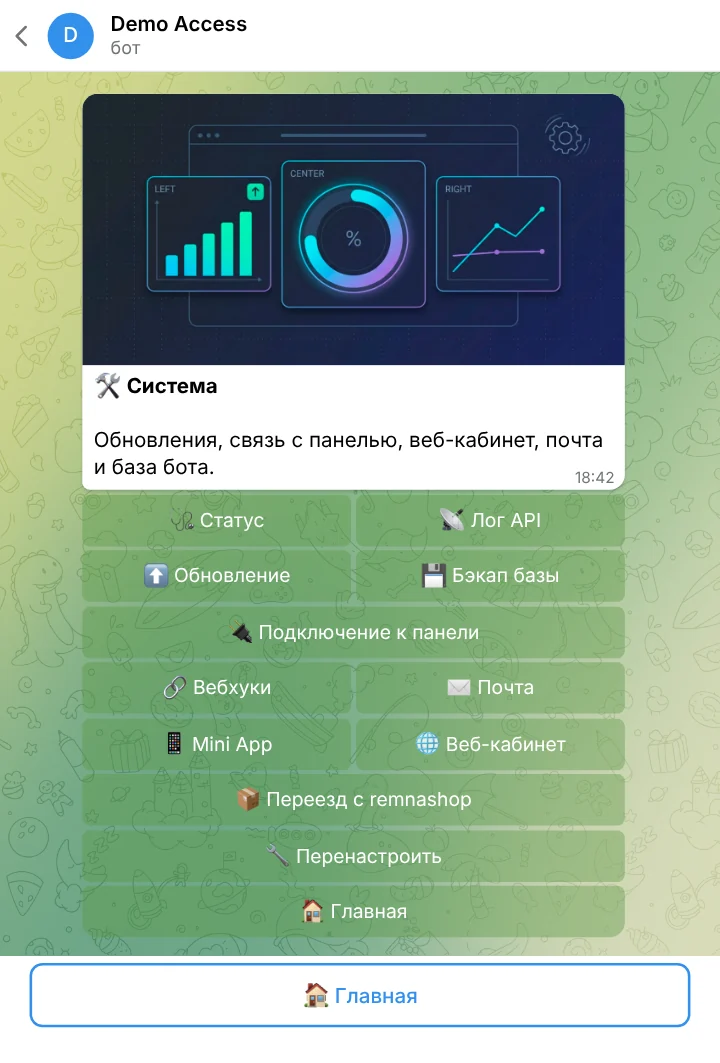 D
Demo Access
бот
LEFT
CENTER
RIGHT
%
🛠 Система
Обновления, связь с панелью, веб-кабинет, почта
и база бота.
18:42
🩺 Статус
📡 Лог API
⬆️ Обновление
💾 Бэкап базы
🔌 Подключение к панели
🔗 Вебхуки
✉️ Почта
📱 Mini App
🌐 Веб-кабинет
📦 Переезд с remnashop
🔧 Перенастроить
🏠 Главная
🏠 Главная